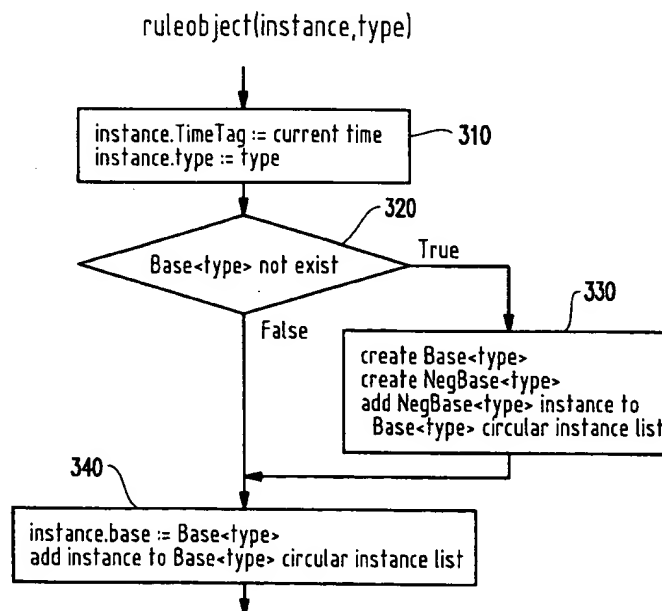 ruleobject(instance,type)
instance.TimeTag := current time
instance.type := type
310
320
Base<type> not exist
True
False
330
create Base<type>
create NegBase<type>
add NegBase<type> instance to
Base<type> circular instance list
340
instance.base := Base<type>
add instance to Base<type> circular instance list